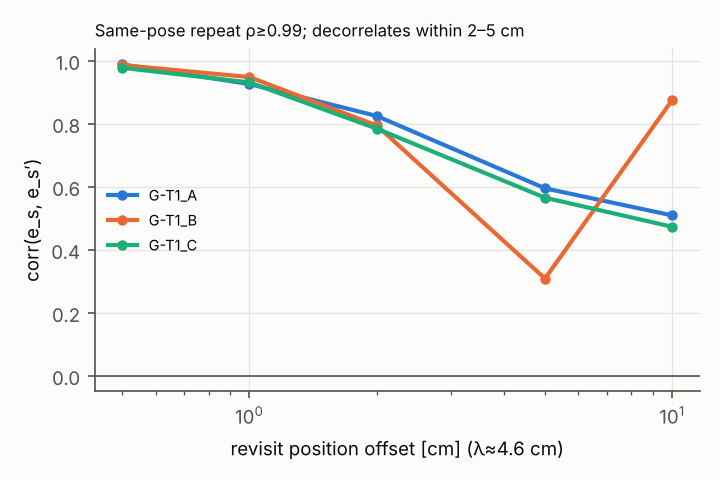 Same-pose repeat ρ≥0.99; decorrelates within 2–5 cm
corr(e_s, e_s′)
1.0
0.8
0.6
0.4
0.2
0.0
G-T1_A
G-T1_B
G-T1_C
10⁰
10¹
revisit position offset [cm] (λ≈4.6 cm)